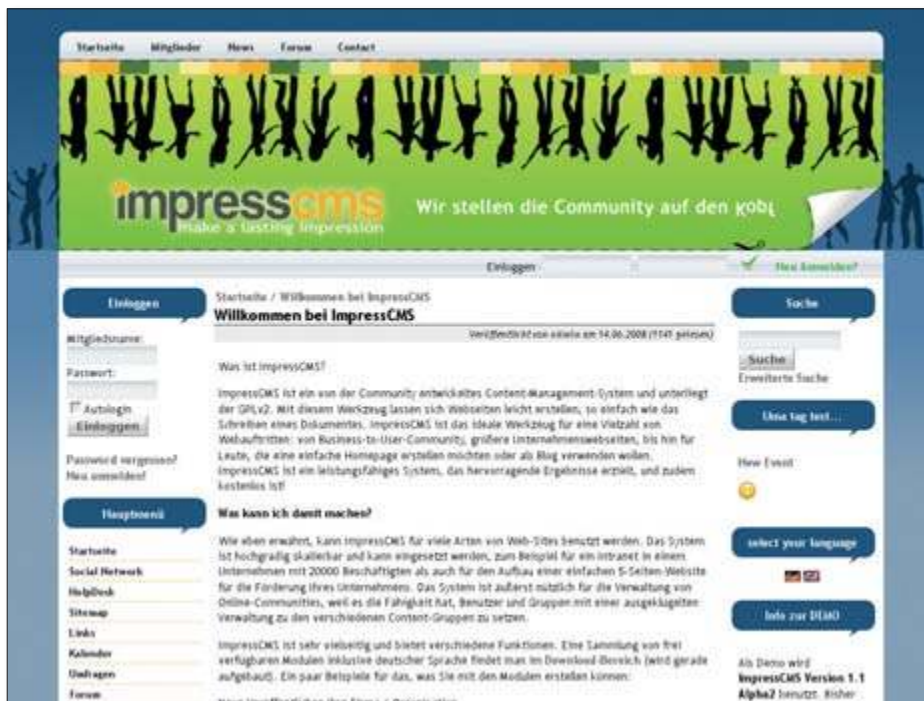 Startseite Mitglieder News Forum Contact
impresscms
make a lasting impression
Wir stellen die Community auf den Kopf
Einloggen
Neu Anmelden?
Einloggen
Mitgliedsname:
Passwort:
Autologin
Einloggen
Password vergessen?
Neu anmelden!
Hauptmenü
Startseite
Social Network
HelpDesk
Sitemap
Links
Kalender
Umfragen
Forum
Startseite / Willkommen bei ImpressCMS
Willkommen bei ImpressCMS
Veröffentlicht von am 14.06.2008 (1141 gelesen)
Was ist ImpressCMS?
ImpressCMS ist ein von der Community entwickeltes Content-Management-System und unterliegt
der GPLv2. Mit diesem Werkzeug lassen sich Webseiten leicht erstellen, so einfach wie das
Schreiben eines Dokumentes. ImpressCMS ist das ideale Werkzeug für eine Vielzahl von
Webauftritten: von Business-to-User-Community, größere Unternehmenswebseiten, bis hin für
Leute, die eine einfache Homepage erstellen möchten oder als Blog verwenden wollen.
ImpressCMS ist ein leistungsfähiges System, das hervorragende Ergebnisse erzielt, und zudem
kostenlos ist!
Was kann ich damit machen?
Wie eben erwähnt, kann ImpressCMS für viele Arten von Web-Sites benutzt werden. Das System
ist hochgradig skalierbar und kann eingesetzt werden, zum Beispiel für ein Intranet in einem
Unternehmen mit 20000 Beschäftigten als auch für den Aufbau einer einfachen 5-Seiten-Website
für die Förderung ihres Unternehmens. Das System ist äußerst nützlich für die Verwaltung von
Online-Communities, weil es die Fähigkeit hat, Benutzer und Gruppen mit einer ausgeklügelten
Verwaltung zu den verschiedenen Content-Gruppen zu setzen.
ImpressCMS ist sehr vielseitig und bietet verschiedene Funktionen. Eine Sammlung von frei
verfügbaren Modulen inklusive deutscher Sprache findet man im Download-Bereich (wird gerade
aufgebaut). Ein paar Beispiele für das, was Sie mit den Modulen erstellen können:
Suche
Suche
Erweiterte Suche
Uma tag test...
New Event
select your language
Info zur DEMO
Als Demo wird
ImpressCMS Version 1.1
Alpha2 benutzt. Bisher